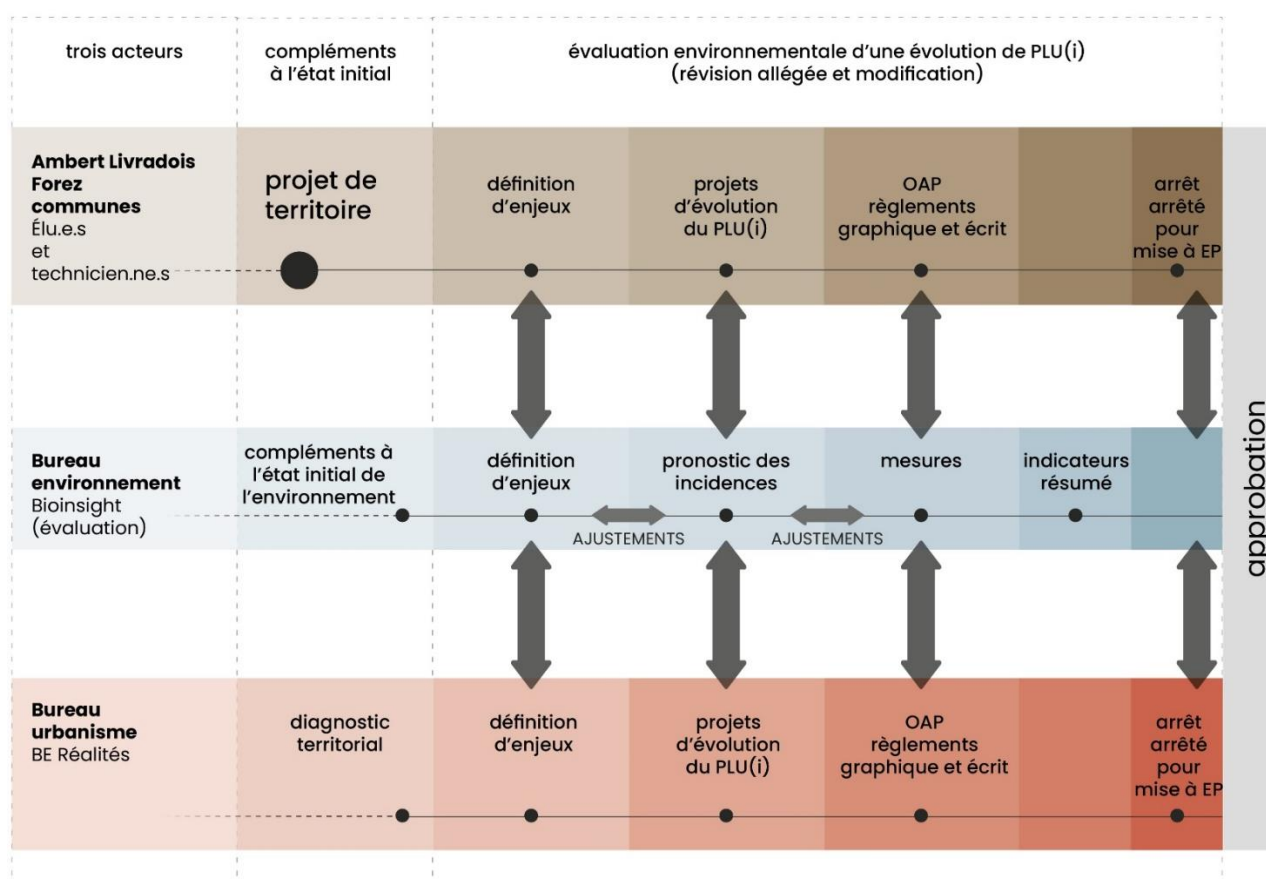 trois acteurs
compléments
à l’état initial
évaluation environnementale d’une évolution de PLU(i)
(révision allégée et modification)
Ambert Livradois
Forez
communes
Élu.e.s
et
technicien.ne.s
projet de
territoire
définition
d’enjeux
projets
d’évolution
du PLU(i)
OAP
règlements
graphique et écrit
arrêt
arrêté
pour
mise à EP
Bureau
environnement
Bioinsight
(évaluation)
compléments à
l’état initial de
l’environnement
définition
d’enjeux
pronostic des
incidences
mesures
indicateurs
résumé
AJUSTEMENTS
AJUSTEMENTS
Bureau
urbanisme
BE Réalités
diagnostic
territorial
définition
d’enjeux
projets
d’évolution
du PLU(i)
OAP
règlements
graphique et écrit
arrêt
arrêté
pour
mise à EP
approbation